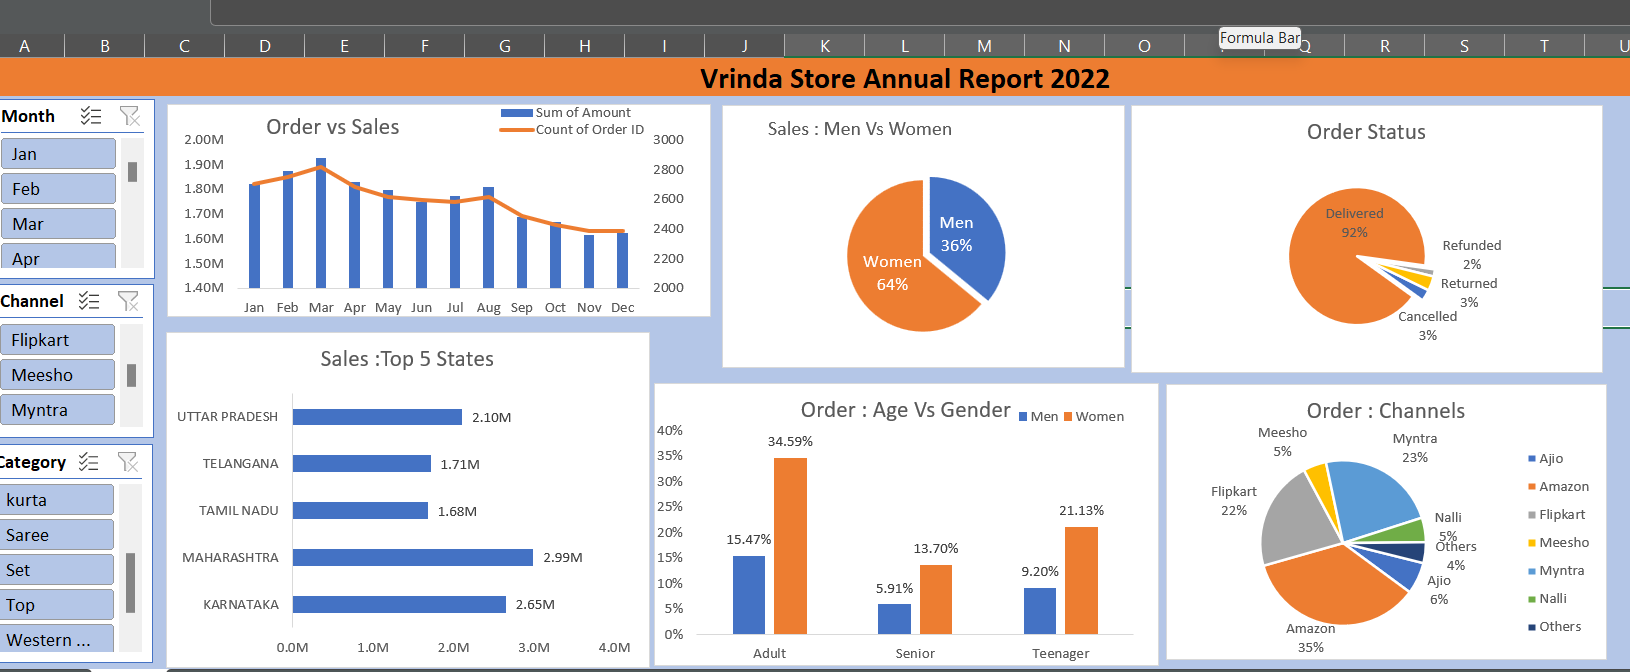 Formula Bar
A B C D E F G H I J K L M N O Q R S T U
Vrinda Store Annual Report 2022
Month
Jan
Feb
Mar
Apr
Channel
Flipkart
Meesho
Myntra
Category
kurta
Saree
Set
Top
Western ...
Order vs Sales
Sum of Amount
Count of Order ID
2.00M
1.90M
1.80M
1.70M
1.60M
1.50M
1.40M
3000
2800
2600
2400
2200
2000
Jan Feb Mar Apr May Jun Jul Aug Sep Oct Nov Dec
Sales : Men Vs Women
Men
36%
Women
64%
Order Status
Delivered
92%
Refunded
2%
Returned
3%
Cancelled
3%
Sales :Top 5 States
UTTAR PRADESH 2.10M
TELANGANA 1.71M
TAMIL NADU 1.68M
MAHARASHTRA 2.99M
KARNATAKA 2.65M
0.0M 1.0M 2.0M 3.0M 4.0M
Order : Age Vs Gender
Men Women
40%
35%
30%
25%
20%
15%
10%
5%
0%
34.59%
15.47%
13.70%
5.91%
21.13%
9.20%
Adult Senior Teenager
Order : Channels
Meesho
5%
Myntra
23%
Flipkart
22%
Nalli
5%
Others
4%
Ajio
6%
Amazon
35%
Ajio
Amazon
Flipkart
Meesho
Myntra
Nalli
Others